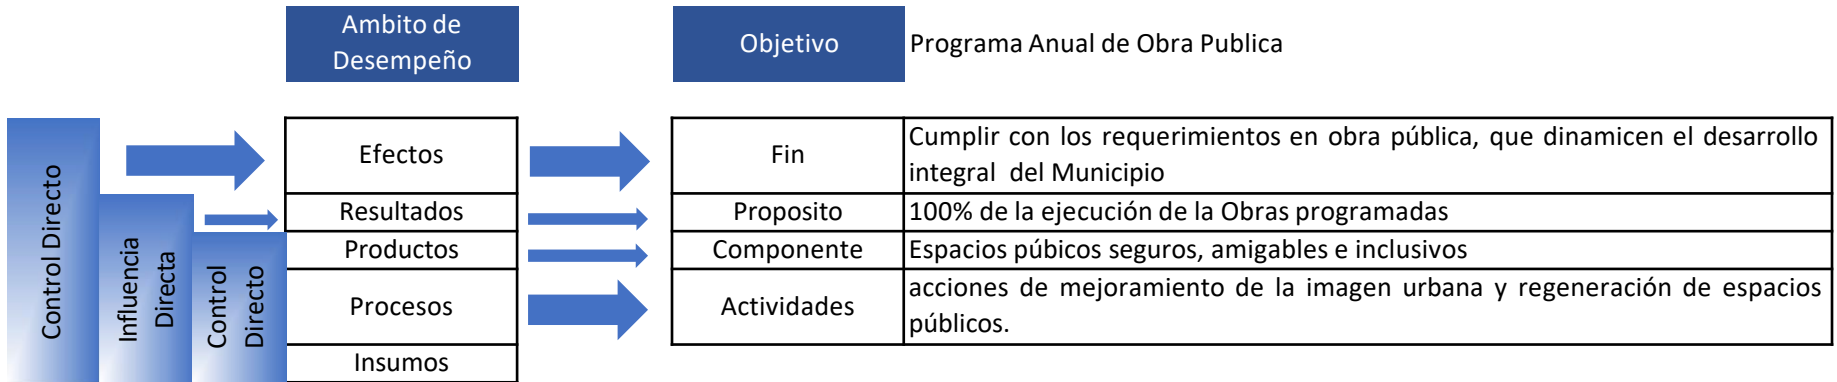 Ambito de
Desempeño
Objetivo
Programa Anual de Obra Publica
Control Directo
Influencia
Directa
Control
Directo
Efectos
Fin
Cumplir con los requerimientos en obra pública, que dinamicen el desarrollo
integral del Municipio
Resultados
Proposito
100% de la ejecución de la Obras programadas
Productos
Componente
Espacios púbicos seguros, amigables e inclusivos
Procesos
Actividades
acciones de mejoramiento de la imagen urbana y regeneración de espacios
públicos.
Insumos